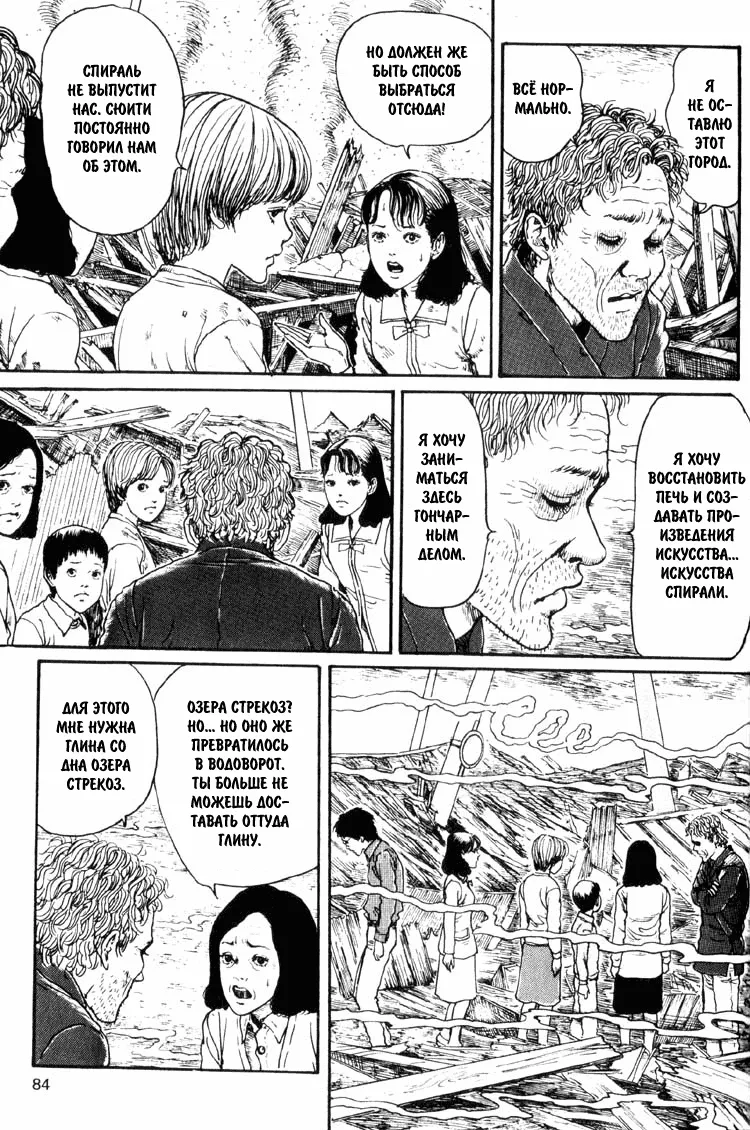 СПИРАЛЬ
НЕ ВЫПУСТИТ
НАС. СЮИТИ
ПОСТОЯННО
ГОВОРИЛ НАМ
ОБ ЭТОМ.
НО ДОЛЖЕН ЖЕ
БЫТЬ СПОСОБ
ВЫБРАТЬСЯ
ОТСЮДА!
ВСЁ НОР-
МАЛЬНО.
Я
НЕ ОС-
ТАВЛЮ
ЭТОТ
ГОРОД.
Я ХОЧУ
ЗАНИ-
МАТЬСЯ
ЗДЕСЬ
ГОНЧАР-
НЫМ
ДЕЛОМ.
Я ХОЧУ
ВОССТАНОВИТЬ
ПЕЧЬ И СОЗ-
ДАВАТЬ ПРО-
ИЗВЕДЕНИЯ
ИСКУССТВА...
ИСКУССТВА
СПИРАЛИ.
ДЛЯ ЭТОГО
МНЕ НУЖНА
ГЛИНА СО
ДНА ОЗЕРА
СТРЕКОЗ.
ОЗЕРА СТРЕКОЗ?
НО... НО ОНО ЖЕ
ПРЕВРАТИЛОСЬ
В ВОДОВОРОТ.
ТЫ БОЛЬШЕ НЕ
МОЖЕШЬ ДОС-
ТАВАТЬ ОТТУДА
ГЛИНУ.
84